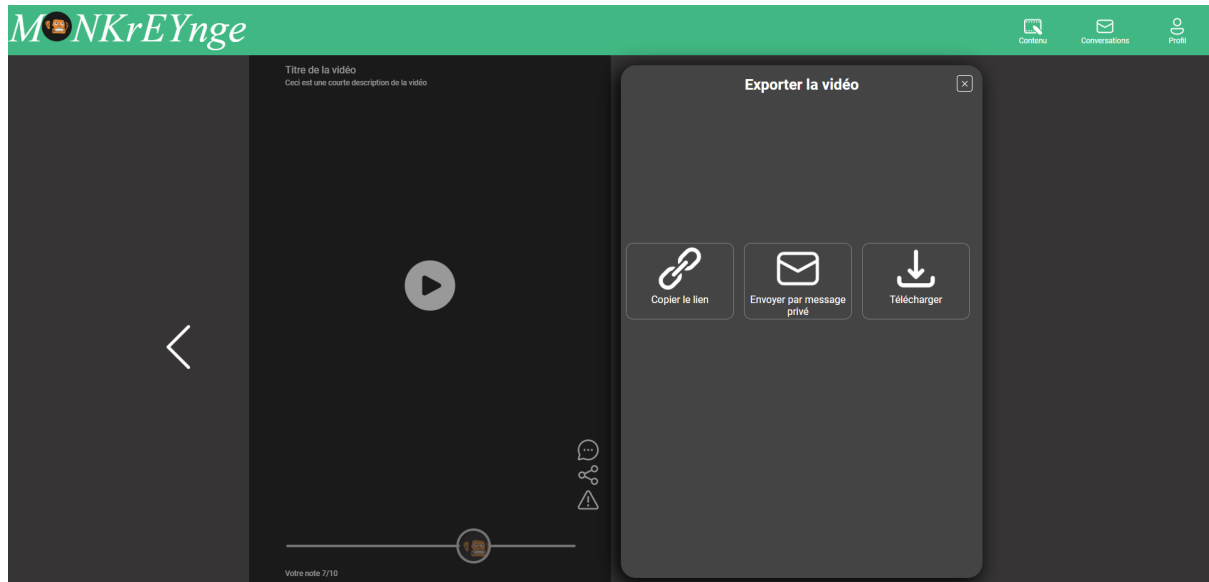 MONKrEYnge
Contenu
Conversations
Profil
Titre de la vidéo
Ceci est une courte description de la vidéo
Exporter la vidéo
Copier le lien
Envoyer par message
privé
Télécharger
Votre note 7/10